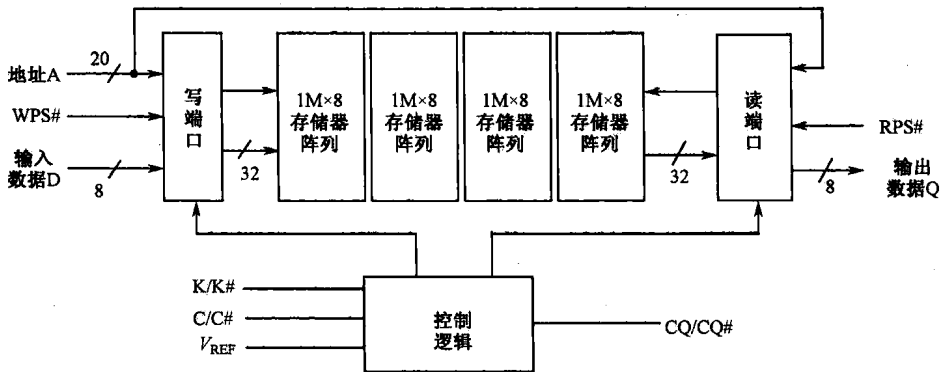 20
地址A
WPS#
输入
数据D
8
写
端
口
32
1M×8
存储器
阵列
1M×8
存储器
阵列
1M×8
存储器
阵列
1M×8
存储器
阵列
32
读
端
口
RPS#
输出
数据Q
8
K/K#
C/C#
VREF
控制
逻辑
CQ/CQ#